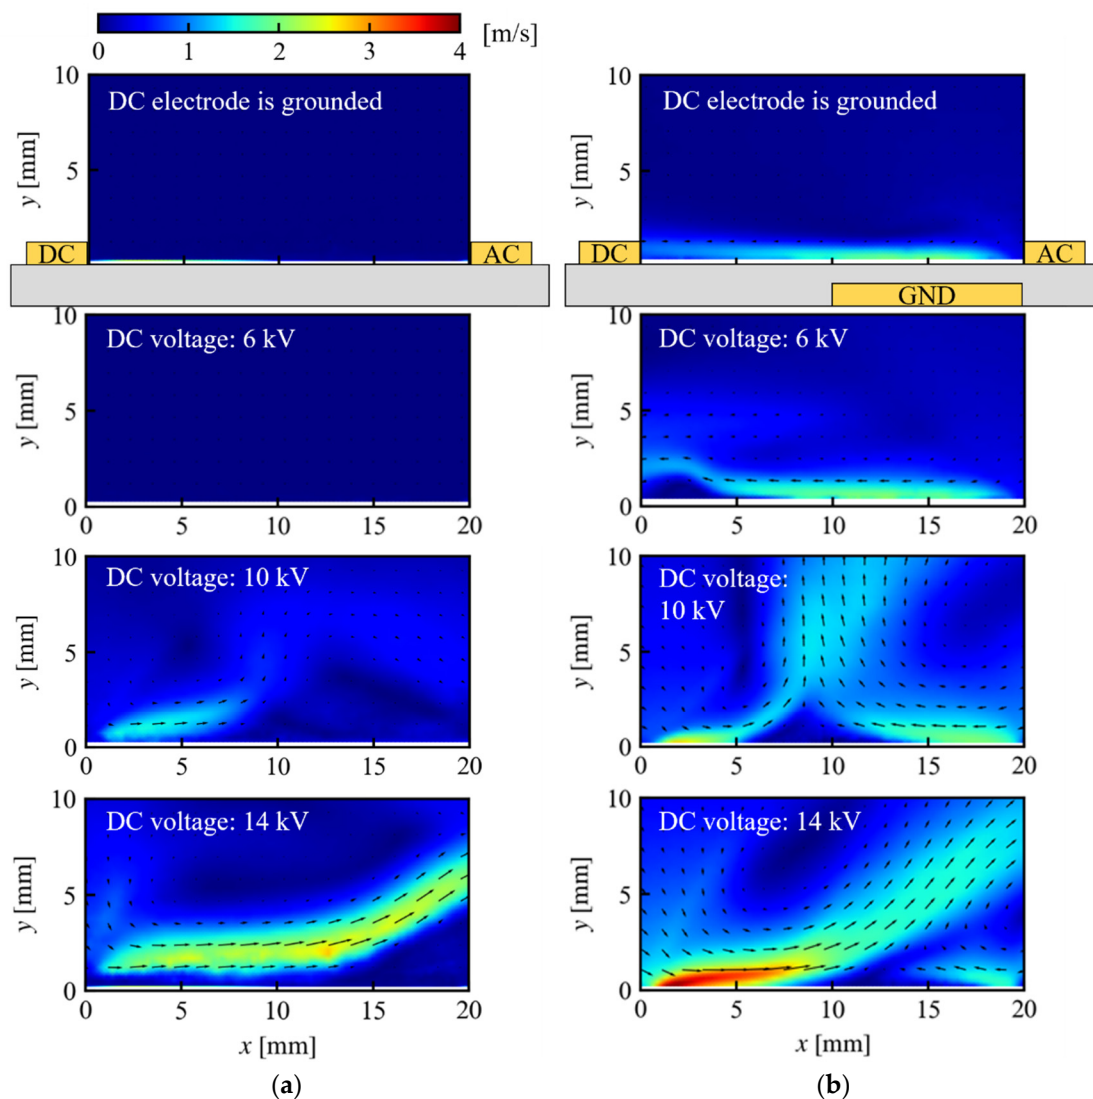 [m/s]
0 1 2 3 4
10
DC electrode is grounded
y [mm]
5
DC
AC
10
DC electrode is grounded
y [mm]
5
DC
AC
GND
10
DC voltage: 6 kV
y [mm]
5
0
0 5 10 15 20
10
DC voltage: 6 kV
y [mm]
5
0
0 5 10 15 20
10
DC voltage: 10 kV
y [mm]
5
0
0 5 10 15 20
10
DC voltage:
10 kV
y [mm]
5
0
0 5 10 15 20
10
DC voltage: 14 kV
y [mm]
5
0
0 5 10 15 20
x [mm]
(a)
10
DC voltage: 14 kV
y [mm]
5
0
0 5 10 15 20
x [mm]
(b)